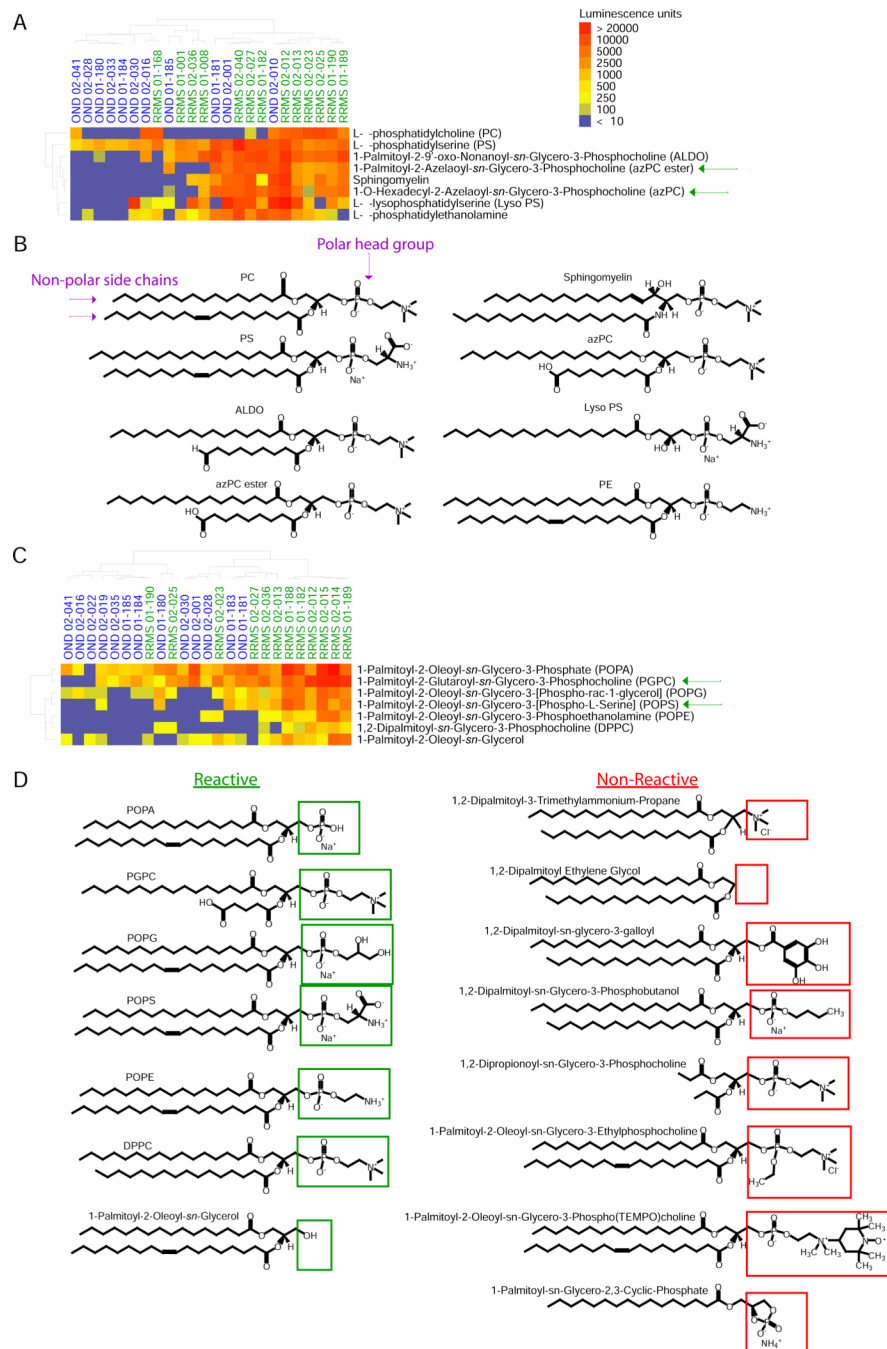 A
Luminescence units
> 20000
10000
5000
2500
1000
500
250
100
< 10
OND 02-041
OND 02-028
OND 01-180
OND 02-033
OND 01-184
OND 02-030
OND 02-016
RRMS 01-168
OND 01-185
RRMS 01-001
RRMS 02-036
RRMS 01-008
OND 01-181
OND 02-001
RRMS 02-040
RRMS 02-027
RRMS 01-182
OND 02-010
RRMS 02-012
RRMS 02-013
RRMS 02-023
RRMS 02-025
RRMS 01-190
RRMS 01-189
L- -phosphatidylcholine (PC)
L- -phosphatidylserine (PS)
1-Palmitoyl-2-9'-oxo-Nonanoyl-sn-Glycero-3-Phosphocholine (ALDO)
1-Palmitoyl-2-Azelaoyl-sn-Glycero-3-Phosphocholine (azPC ester)
Sphingomyelin
1-O-Hexadecyl-2-Azelaoyl-sn-Glycero-3-Phosphocholine (azPC)
L- -lysophosphatidylserine (Lyso PS)
L- -phosphatidylethanolamine
B
Polar head group
Non-polar side chains
PC
Sphingomyelin
PS
azPC
ALDO
Lyso PS
azPC ester
PE
C
OND 02-041
OND 02-016
OND 02-022
OND 02-019
OND 02-035
OND 01-185
OND 01-184
RRMS 01-190
OND 01-180
RRMS 02-025
OND 02-030
OND 02-001
OND 02-028
RRMS 02-023
OND 01-183
OND 01-181
RRMS 02-027
RRMS 02-036
RRMS 02-013
RRMS 01-188
RRMS 01-182
RRMS 02-012
RRMS 02-015
RRMS 02-014
RRMS 01-189
1-Palmitoyl-2-Oleoyl-sn-Glycero-3-Phosphate (POPA)
1-Palmitoyl-2-Glutaroyl-sn-Glycero-3-Phosphocholine (PGPC)
1-Palmitoyl-2-Oleoyl-sn-Glycero-3-[Phospho-rac-1-glycerol] (POPG)
1-Palmitoyl-2-Oleoyl-sn-Glycero-3-[Phospho-L-Serine] (POPS)
1-Palmitoyl-2-Oleoyl-sn-Glycero-3-Phosphoethanolamine (POPE)
1,2-Dipalmitoyl-sn-Glycero-3-Phosphocholine (DPPC)
1-Palmitoyl-2-Oleoyl-sn-Glycerol
D
Reactive
Non-Reactive
POPA
1,2-Dipalmitoyl-3-Trimethylammonium-Propane
PGPC
1,2-Dipalmitoyl Ethylene Glycol
POPG
1,2-Dipalmitoyl-sn-glycero-3-galloyl
POPS
1,2-Dipalmitoyl-sn-Glycero-3-Phosphobutanol
POPE
1,2-Dipropionoyl-sn-Glycero-3-Phosphocholine
DPPC
1-Palmitoyl-2-Oleoyl-sn-Glycero-3-Ethylphosphocholine
1-Palmitoyl-2-Oleoyl-sn-Glycerol
1-Palmitoyl-2-Oleoyl-sn-Glycero-3-Phospho(TEMPO)choline
1-Palmitoyl-sn-Glycero-2,3-Cyclic-Phosphate